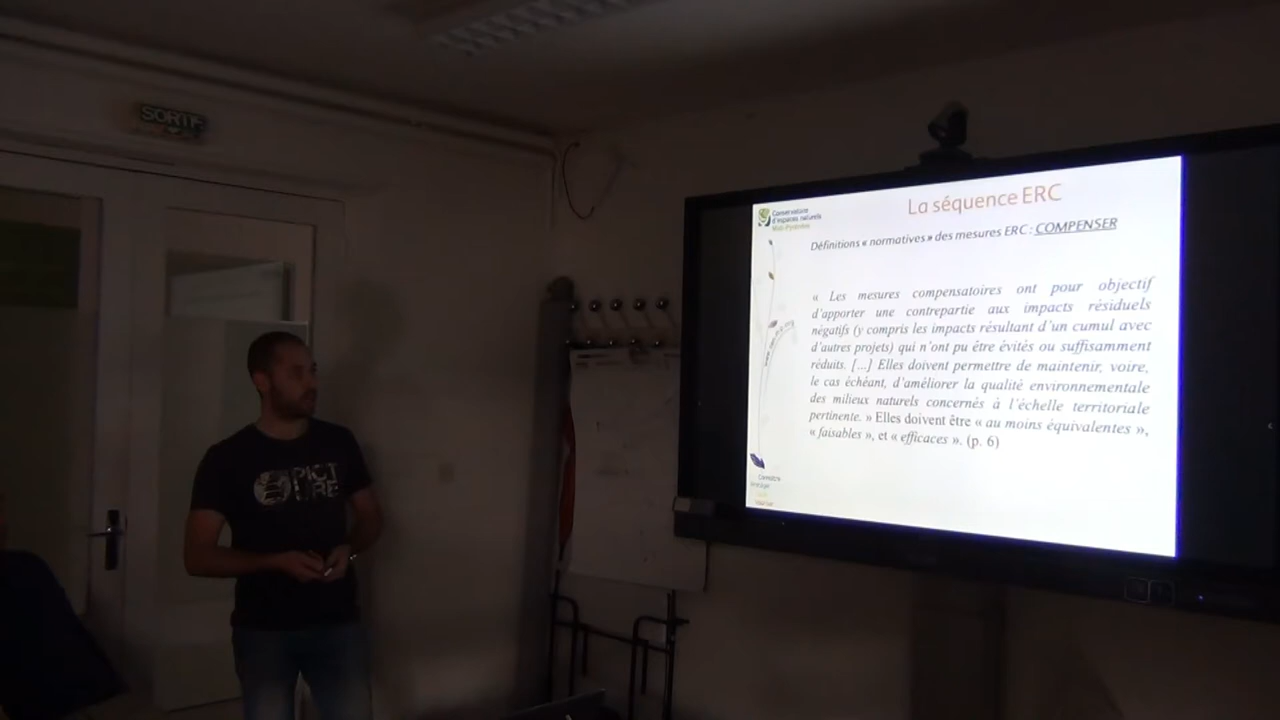 SORTIE
Conservatoire
d'espaces naturels
Midi-Pyrénées
La séquence ERC
Définitions « normatives » des mesures ERC : COMPENSER
« Les mesures compensatoires ont pour objectif
d'apporter une contrepartie aux impacts résiduels
négatifs (y compris les impacts résultant d'un cumul avec
d'autres projets) qui n'ont pu être évités ou suffisamment
réduits. [...] Elles doivent permettre de maintenir, voire,
le cas échéant, d'améliorer la qualité environnementale
des milieux naturels concernés à l'échelle territoriale
pertinente. » Elles doivent être « au moins équivalentes »,
« faisables », et « efficaces ». (p. 6)
PICT
URE